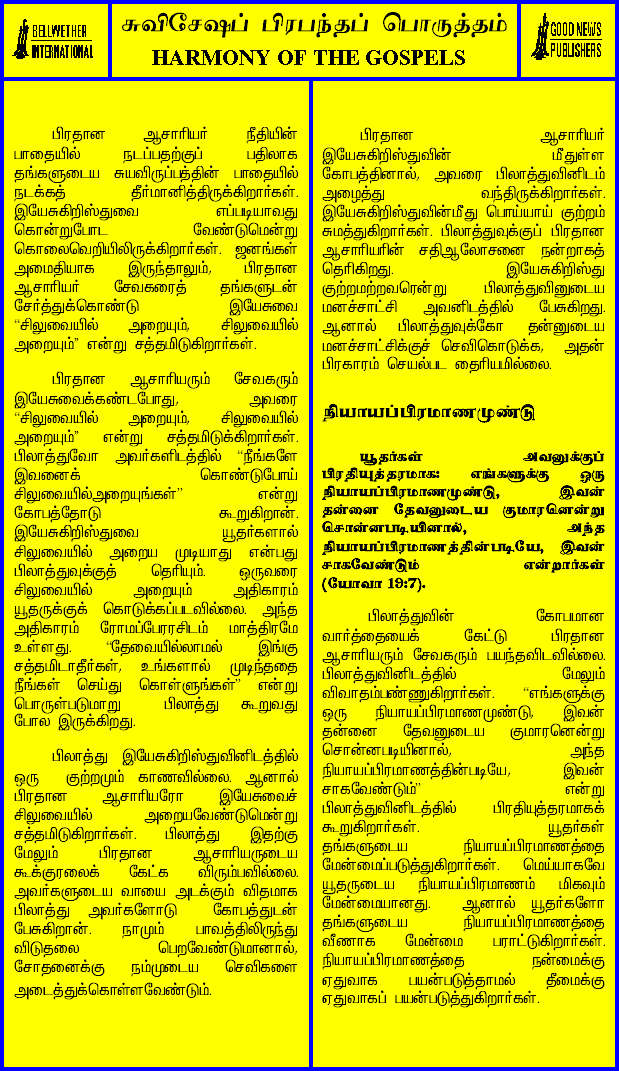 BELLWETHER
INTERNATIONAL
சுவிசேஷப் பிரபந்தப் பொருத்தம்
HARMONY OF THE GOSPELS
GOOD NEWS
PUBLISHERS
பிரதான ஆசாரியர் நீதியின்
பாதையில் நடப்பதற்குப் பதிலாக
தங்களுடைய சுயவிருப்பத்தின் பாதையில்
நடக்கத் தீர்மானித்திருக்கிறார்கள்.
இயேசுகிறிஸ்துவை எப்படியாவது
கொன்றுபோட வேண்டுமென்று
கொலைவெறியிலிருக்கிறார்கள். ஜனங்கள்
அமைதியாக இருந்தாலும், பிரதான
ஆசாரியர் சேவகரைத் தங்களுடன்
சேர்த்துக்கொண்டு இயேசுவை
“சிலுவையில் அறையும், சிலுவையில்
அறையும்” என்று சத்தமிடுகிறார்கள்.
பிரதான ஆசாரியரும் சேவகரும்
இயேசுவைக்கண்டபோது, அவரை
“சிலுவையில் அறையும், சிலுவையில்
அறையும்” என்று சத்தமிடுக்கிறார்கள்.
பிலாத்துவோ அவர்களிடத்தில் “நீங்களே
இவனைக் கொண்டுபோய்
சிலுவையில்அறையுங்கள்” என்று
கோபத்தோடு கூறுகிறான்.
இயேசுகிறிஸ்துவை யூதர்களால்
சிலுவையில் அறைய முடியாது என்பது
பிலாத்துவுக்குத் தெரியும். ஒருவரை
சிலுவையில் அறையும் அதிகாரம்
யூதருக்குக் கொடுக்கப்படவில்லை. அந்த
அதிகாரம் ரோமப்பேரரசிடம் மாத்திரமே
உள்ளது. “தேவையில்லாமல் இங்கு
சத்தமிடாதீர்கள், உங்களால் முடிந்ததை
நீங்கள் செய்து கொள்ளுங்கள்” என்று
பொருள்படுமாறு பிலாத்து கூறுவது
போல இருக்கிறது.
பிலாத்து இயேசுகிறிஸ்துவினிடத்தில்
ஒரு குற்றமும் காணவில்லை. ஆனால்
பிரதான ஆசாரியரோ இயேசுவைச்
சிலுவையில் அறையவேண்டுமென்று
சத்தமிடுகிறார்கள். பிலாத்து இதற்கு
மேலும் பிரதான ஆசாரியருடைய
கூக்குரலைக் கேட்க விரும்பவில்லை.
அவர்களுடைய வாயை அடக்கும் விதமாக
பிலாத்து அவர்களோடு கோபத்துடன்
பேசுகிறான். நாமும் பாவத்திலிருந்து
விடுதலை பெறவேண்டுமானால்,
சோதனைக்கு நம்முடைய செவிகளை
அடைத்துக்கொள்ளவேண்டும்.
பிரதான ஆசாரியர்
இயேசுகிறிஸ்துவின் மீதுள்ள
கோபத்தினால், அவரை பிலாத்துவினிடம்
அழைத்து வந்திருக்கிறார்கள்.
இயேசுகிறிஸ்துவின்மீது பொய்யாய் குற்றம்
சுமத்துகிறார்கள். பிலாத்துவுக்குப் பிரதான
ஆசாரியரின் சதிஆலோசனை நன்றாகத்
தெரிகிறது. இயேசுகிறிஸ்து
குற்றமற்றவரென்று பிலாத்துவினுடைய
மனச்சாட்சி அவனிடத்தில் பேசுகிறது.
ஆனால் பிலாத்துவுக்கோ தன்னுடைய
மனச்சாட்சிக்குச் செவிகொடுக்க, அதன்
பிரகாரம் செயல்பட தைரியமில்லை.
நியாயப்பிரமாணமுண்டு
யூதர்கள் அவனுக்குப்
பிரதியுத்தரமாக: எங்களுக்கு ஒரு
நியாயப்பிரமாணமுண்டு, இவன்
தன்னை தேவனுடைய குமாரனென்று
சொன்னபடியினால், அந்த
நியாயப்பிரமாணத்தின்படியே, இவன்
சாகவேண்டும் என்றார்கள்
(யோவா 19:7).
பிலாத்துவின் கோபமான
வார்த்தையைக் கேட்டு பிரதான
ஆசாரியரும் சேவகரும் பயந்தவிடவில்லை.
பிலாத்துவினிடத்தில் மேலும்
விவாதம்பண்ணுகிறார்கள். “எங்களுக்கு
ஒரு நியாயப்பிரமாணமுண்டு, இவன்
தன்னை தேவனுடைய குமாரனென்று
சொன்னபடியினால், அந்த
நியாயப்பிரமாணத்தின்படியே, இவன்
சாகவேண்டும்” என்று
பிலாத்துவினிடத்தில் பிரதியுத்தரமாகக்
கூறுகிறார்கள். யூதர்கள்
தங்களுடைய நியாயப்பிரமாணத்தை
மேன்மைப்படுத்துகிறார்கள். மெய்யாகவே
யூதருடைய நியாயப்பிரமாணம் மிகவும்
மேன்மையானது. ஆனால் யூதர்களோ
தங்களுடைய நியாயப்பிரமாணத்தை
வீணாக மேன்மை பாராட்டுகிறார்கள்.
நியாயப்பிரமாணத்தை நன்மைக்கு
ஏதுவாக பயன்படுத்தாமல் தீமைக்கு
ஏதுவாகப் பயன்படுத்துகிறார்கள்.